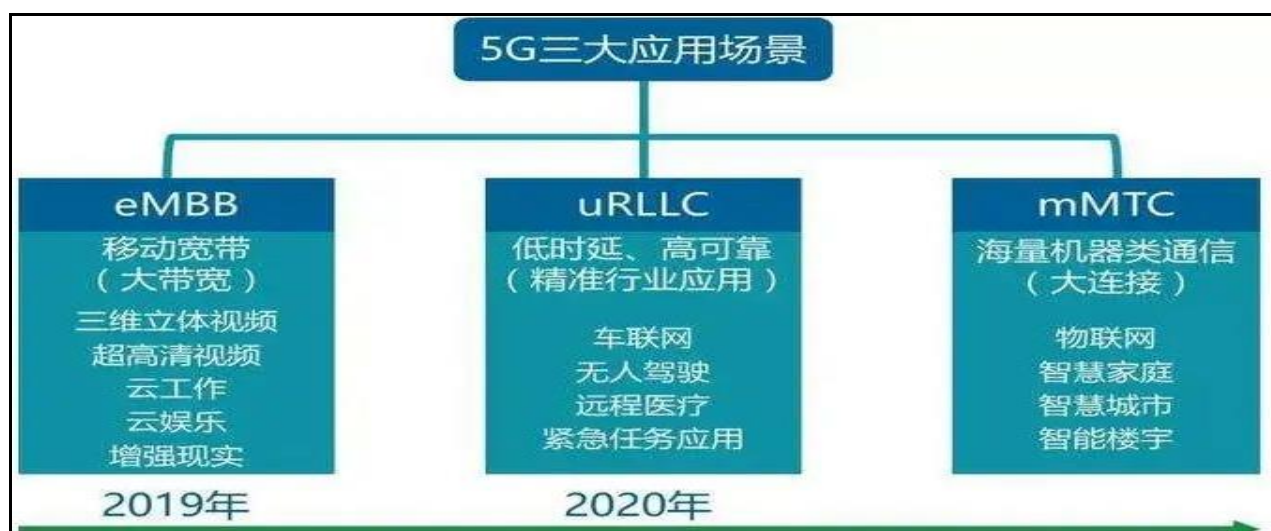 5G三大应用场景
eMBB
移动宽带
（大带宽）
三维立体视频
超高清视频
云工作
云娱乐
增强现实
uRLLC
低时延、高可靠
（精准行业应用）
车联网
无人驾驶
远程医疗
紧急任务应用
mMTC
海量机器类通信
（大连接）
物联网
智慧家庭
智慧城市
智能楼宇
2019年
2020年